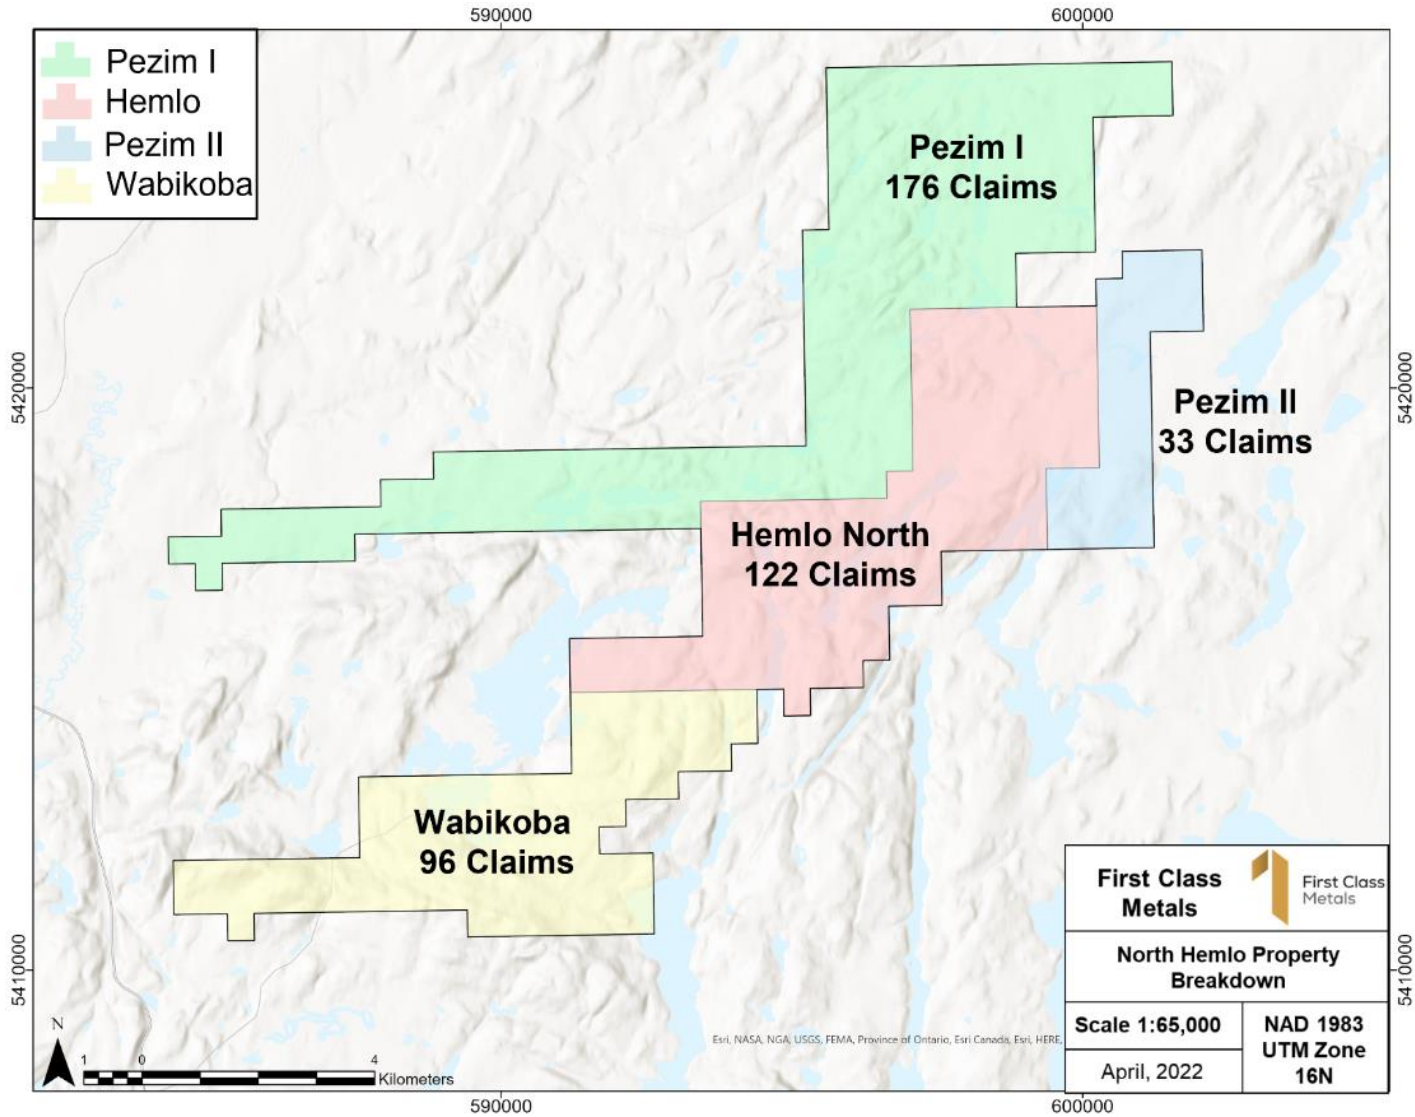 590000
600000
Pezim I
Hemlo
Pezim II
Wabikoba
Pezim I
176 Claims
5420000
5420000
Pezim II
33 Claims
Hemlo North
122 Claims
Wabikoba
96 Claims
5410000
5410000
First Class
Metals
First Class
Metals
North Hemlo Property
Breakdown
Scale 1:65,000
April, 2022
NAD 1983
UTM Zone
16N
N
1 0 4
Kilometers
Esri, NASA, NGA, USGS, FEMA, Province of Ontario, Esri Canada, Esri, HERE,
590000
600000